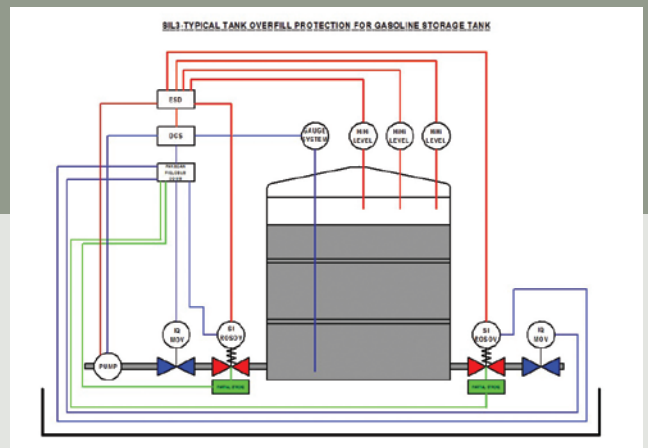 SIL3-TYPICAL TANK OVERFILL PROTECTION FOR GASOLINE STORAGE TANK
ESD
DCS
GAUGE
SYSTEM
HIHI
LEVEL
HIHI
LEVEL
HIHI
LEVEL
IQ
MOV
SI
ROSOV
SI
ROSOV
IQ
MOV
PUMP